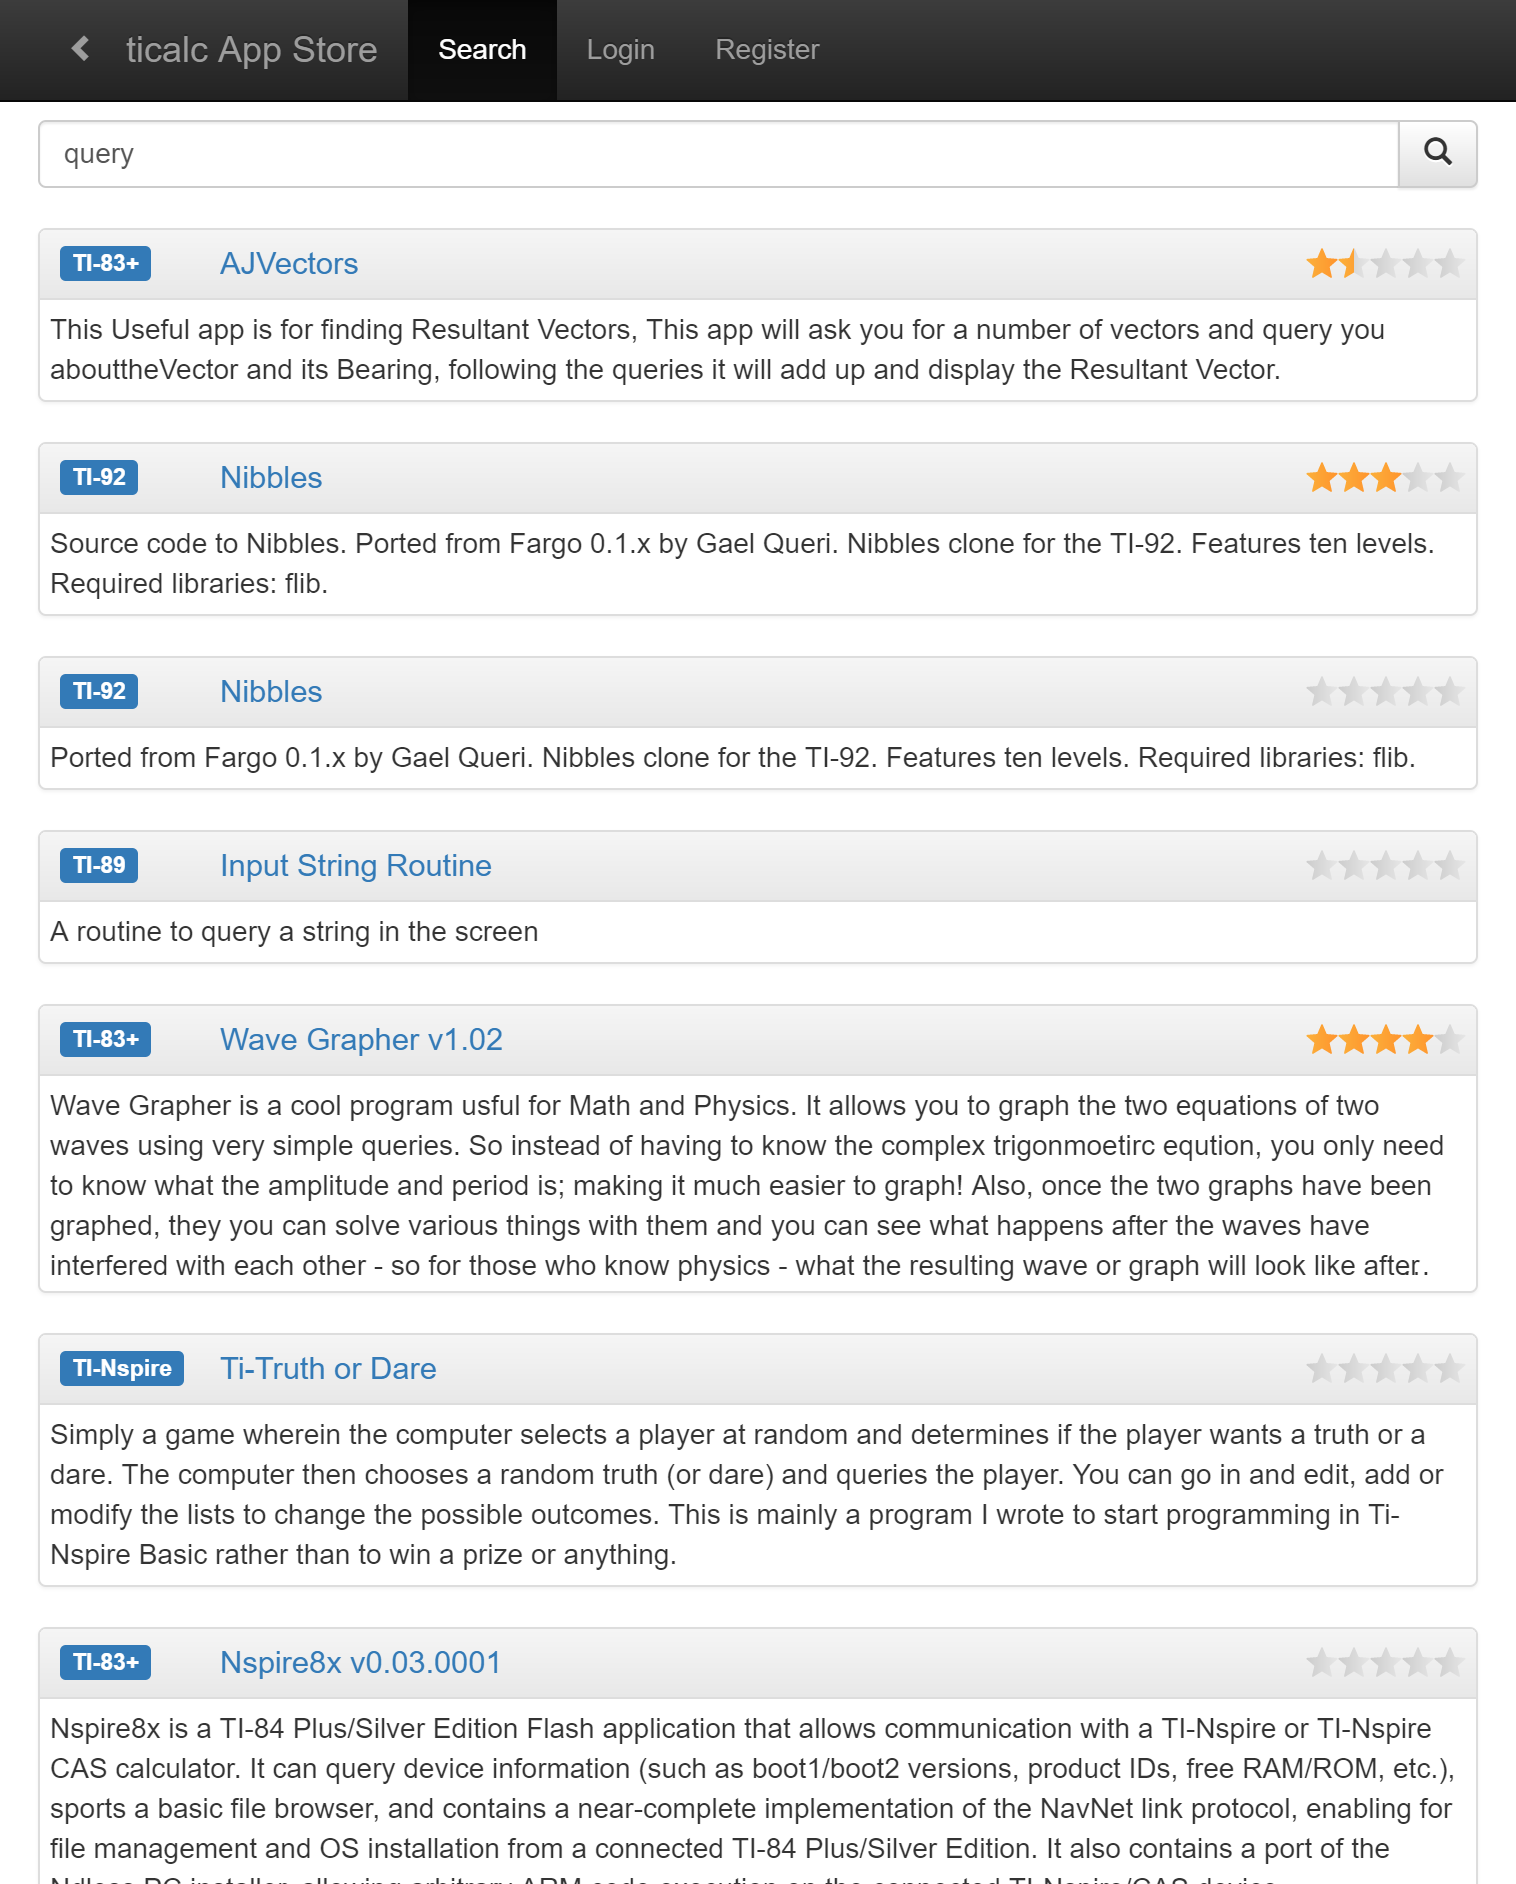 ticalc App Store Search Login Register
query
TI-83+ AJVectors
This Useful app is for finding Resultant Vectors, This app will ask you for a number of vectors and query you
abouttheVector and its Bearing, following the queries it will add up and display the Resultant Vector.
TI-92 Nibbles
Source code to Nibbles. Ported from Fargo 0.1.x by Gael Queri. Nibbles clone for the TI-92. Features ten levels.
Required libraries: flib.
TI-92 Nibbles
Ported from Fargo 0.1.x by Gael Queri. Nibbles clone for the TI-92. Features ten levels. Required libraries: flib.
TI-89 Input String Routine
A routine to query a string in the screen
TI-83+ Wave Grapher v1.02
Wave Grapher is a cool program usful for Math and Physics. It allows you to graph the two equations of two
waves using very simple queries. So instead of having to know the complex trigonmoetirc eqution, you only need
to know what the amplitude and period is; making it much easier to graph! Also, once the two graphs have been
graphed, they you can solve various things with them and you can see what happens after the waves have
interfered with each other - so for those who know physics - what the resulting wave or graph will look like after..
TI-Nspire Ti-Truth or Dare
Simply a game wherein the computer selects a player at random and determines if the player wants a truth or a
dare. The computer then chooses a random truth (or dare) and queries the player. You can go in and edit, add or
modify the lists to change the possible outcomes. This is mainly a program I wrote to start programming in Ti-
Nspire Basic rather than to win a prize or anything.
TI-83+ Nspire8x v0.03.0001
Nspire8x is a TI-84 Plus/Silver Edition Flash application that allows communication with a TI-Nspire or TI-Nspire
CAS calculator. It can query device information (such as boot1/boot2 versions, product IDs, free RAM/ROM, etc.),
sports a basic file browser, and contains a near-complete implementation of the NavNet link protocol, enabling for
file management and OS installation from a connected TI-84 Plus/Silver Edition. It also contains a port of the
Ndless PC installer, allowing arbitrary ARM code execution on the connected TI-Nspire/CAS device.